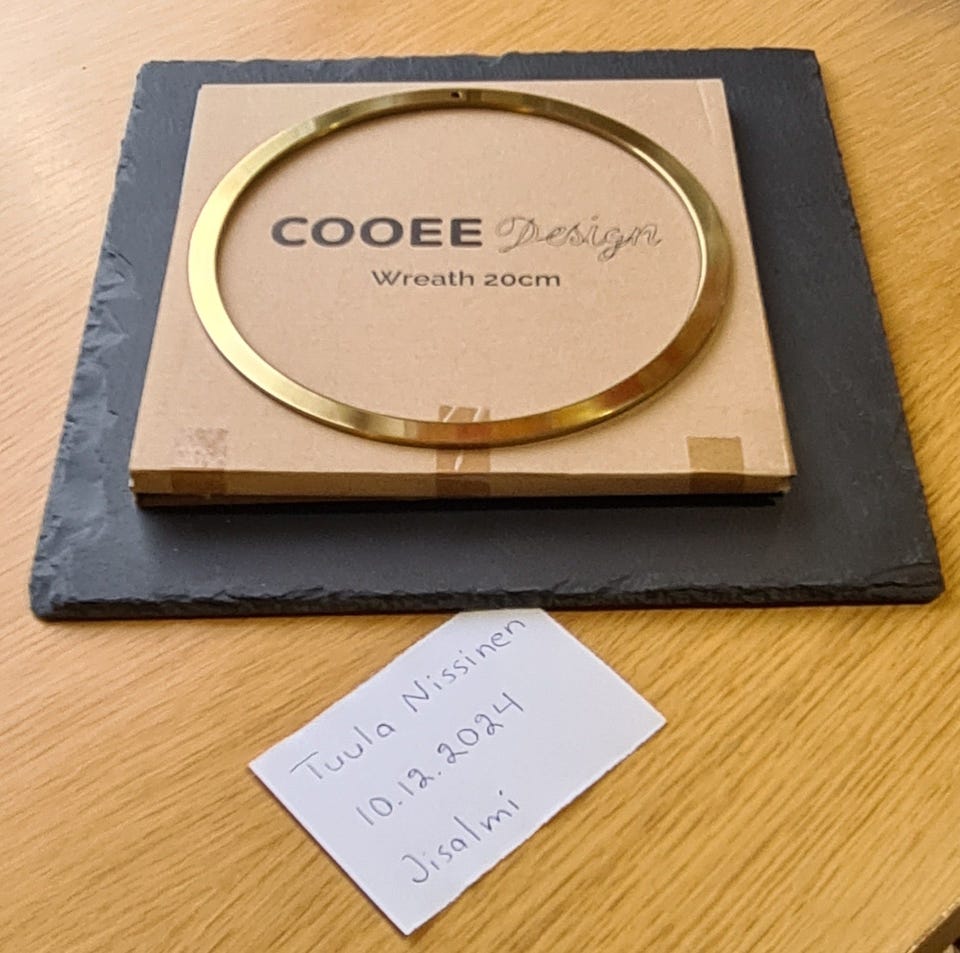 COOEE Design
Wreath 20cm
Tuula Nissinen
10.12.2024
Iisalmi